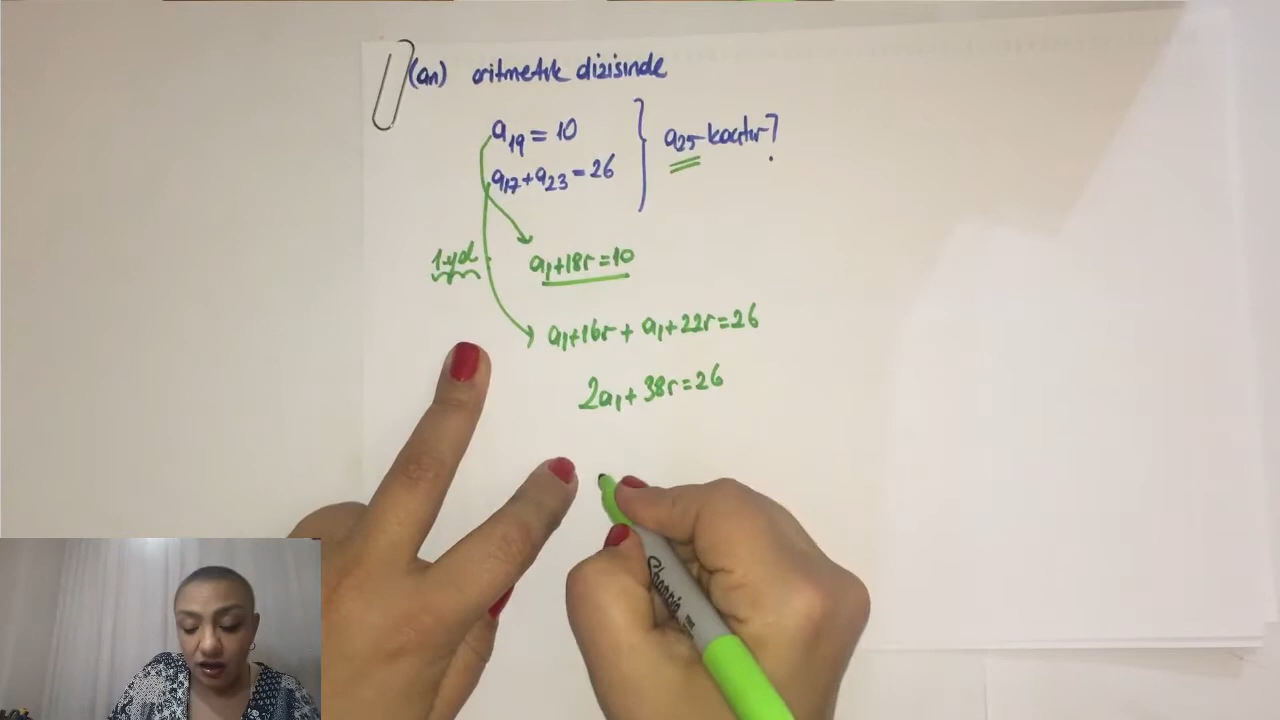 (an) aritmetik dizisinde
a19 = 10
a17+a23=26
a25 kaçtır?
1.yol
a1+18r=10
a1+16r + a1+22r=26
2a1+38r=26
Sharpie